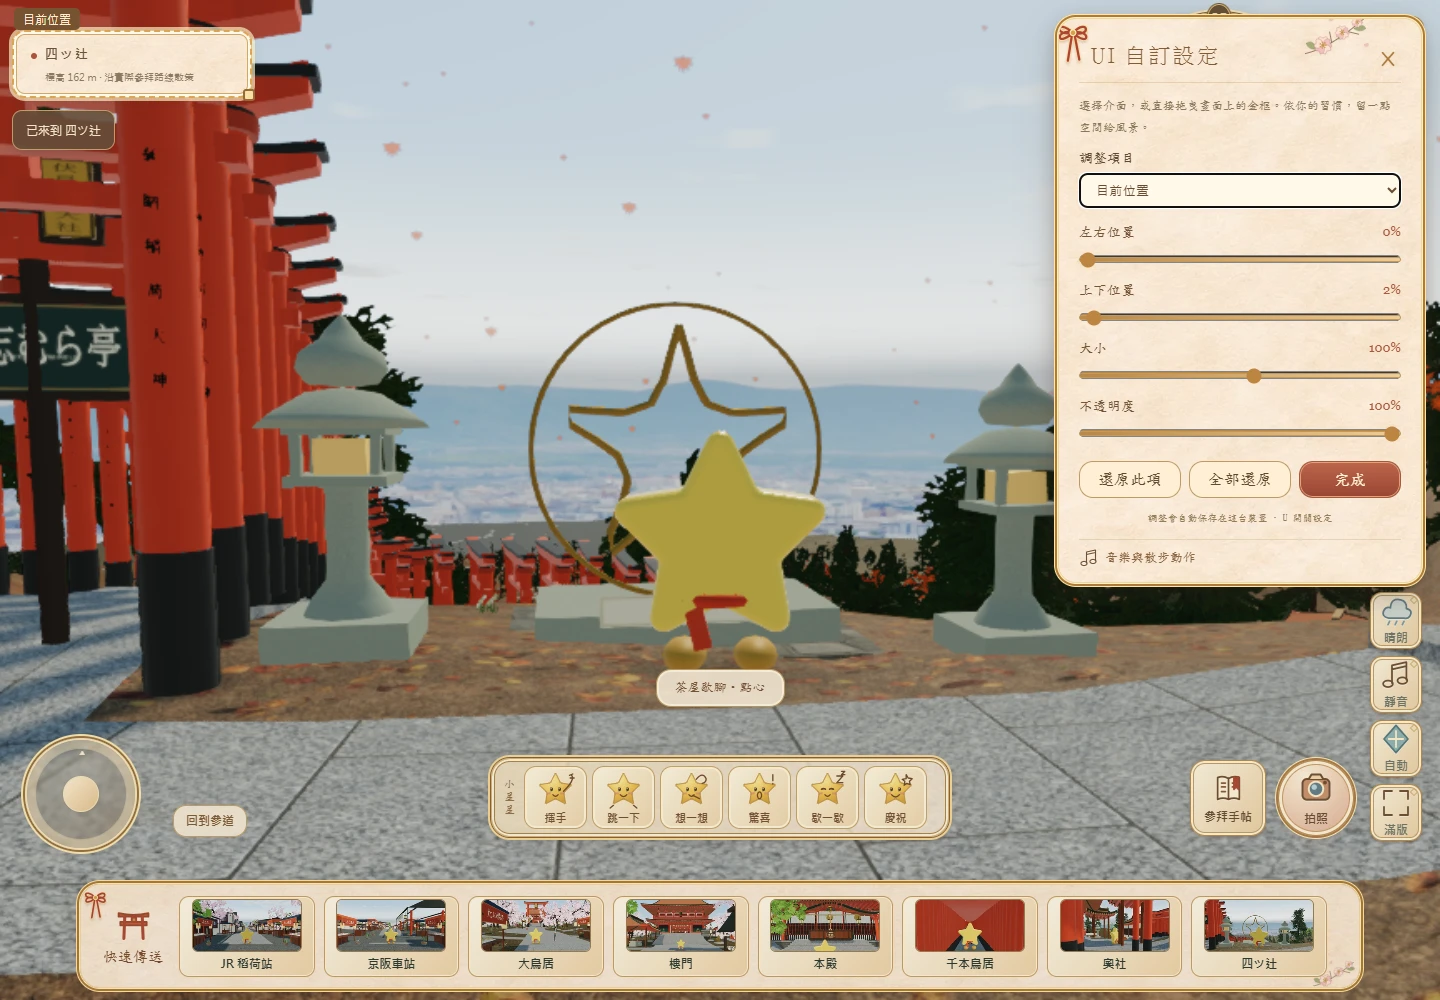 目前位置
四ツ辻
標高 162 m · 沿實際參拜路線散策
已來到 四ツ辻
むら亭
UI 自訂設定
選擇介面，或直接拖曳畫面上的金框。依你的習慣，留一點
空間給風景。
調整項目
目前位置
左右位置 0%
上下位置 2%
大小 100%
不透明度 100%
還原此項 全部還原 完成
調整會自動保存在這台裝置 · U 開關設定
音樂與散步動作
晴朗
靜音
自動
滿版
茶屋歇腳・點心
回到參道
小星星
揮手 跳一下 想一想 驚喜 歇一歇 慶祝
參拜手帖 拍照
快速傳送
JR 稻荷站 京阪車站 大鳥居 樓門 本殿 千本鳥居 奧社 四ツ辻